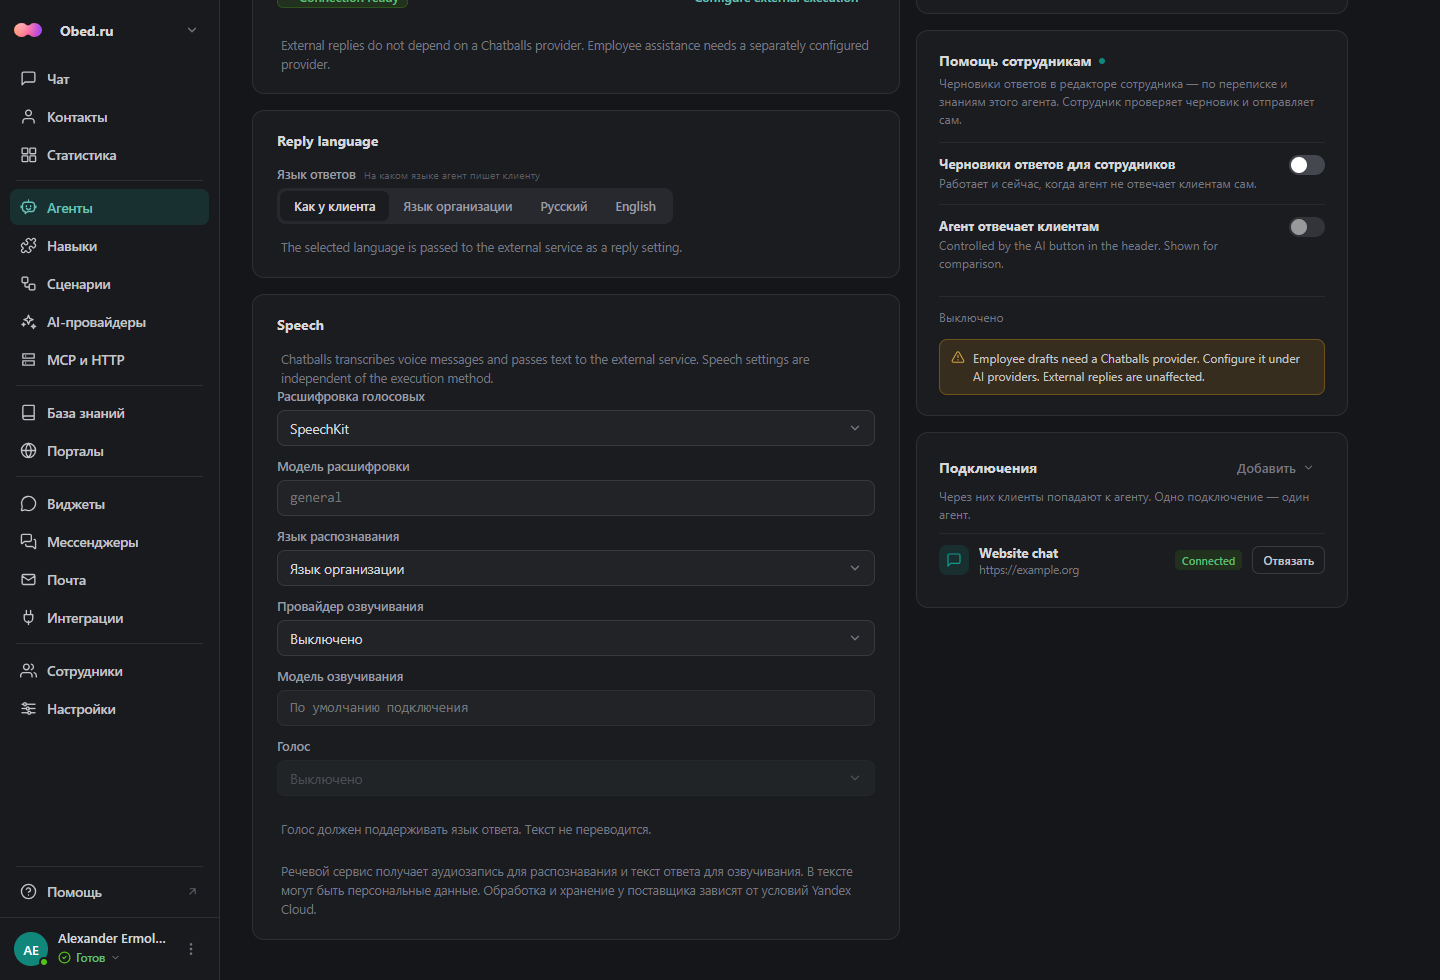 Obed.ru
Чат
Контакты
Статистика
Агенты
Навыки
Сценарии
AI-провайдеры
MCP и HTTP
База знаний
Порталы
Виджеты
Мессенджеры
Почта
Интеграции
Сотрудники
Настройки
Помощь
AE
Alexander Ermol...
Готов
Connection ready
Configure external execution
External replies do not depend on a Chatballs provider. Employee assistance needs a separately configured
provider.
Reply language
Язык ответов На каком языке агент пишет клиенту
Как у клиента Язык организации Русский English
The selected language is passed to the external service as a reply setting.
Speech
Chatballs transcribes voice messages and passes text to the external service. Speech settings are
independent of the execution method.
Расшифровка голосовых
SpeechKit
Модель расшифровки
general
Язык распознавания
Язык организации
Провайдер озвучивания
Выключено
Модель озвучивания
По умолчанию подключения
Голос
Выключено
Голос должен поддерживать язык ответа. Текст не переводится.
Речевой сервис получает аудиозапись для распознавания и текст ответа для озвучивания. В тексте
могут быть персональные данные. Обработка и хранение у поставщика зависят от условий Yandex
Cloud.
Помощь сотрудникам
Черновики ответов в редакторе сотрудника — по переписке и
знаниям этого агента. Сотрудник проверяет черновик и отправляет
сам.
Черновики ответов для сотрудников
Работает и сейчас, когда агент не отвечает клиентам сам.
Агент отвечает клиентам
Controlled by the AI button in the header. Shown for
comparison.
Выключено
Employee drafts need a Chatballs provider. Configure it under
AI providers. External replies are unaffected.
Подключения
Добавить
Через них клиенты попадают к агенту. Одно подключение — один
агент.
Website chat
https://example.org
Connected
Отвязать